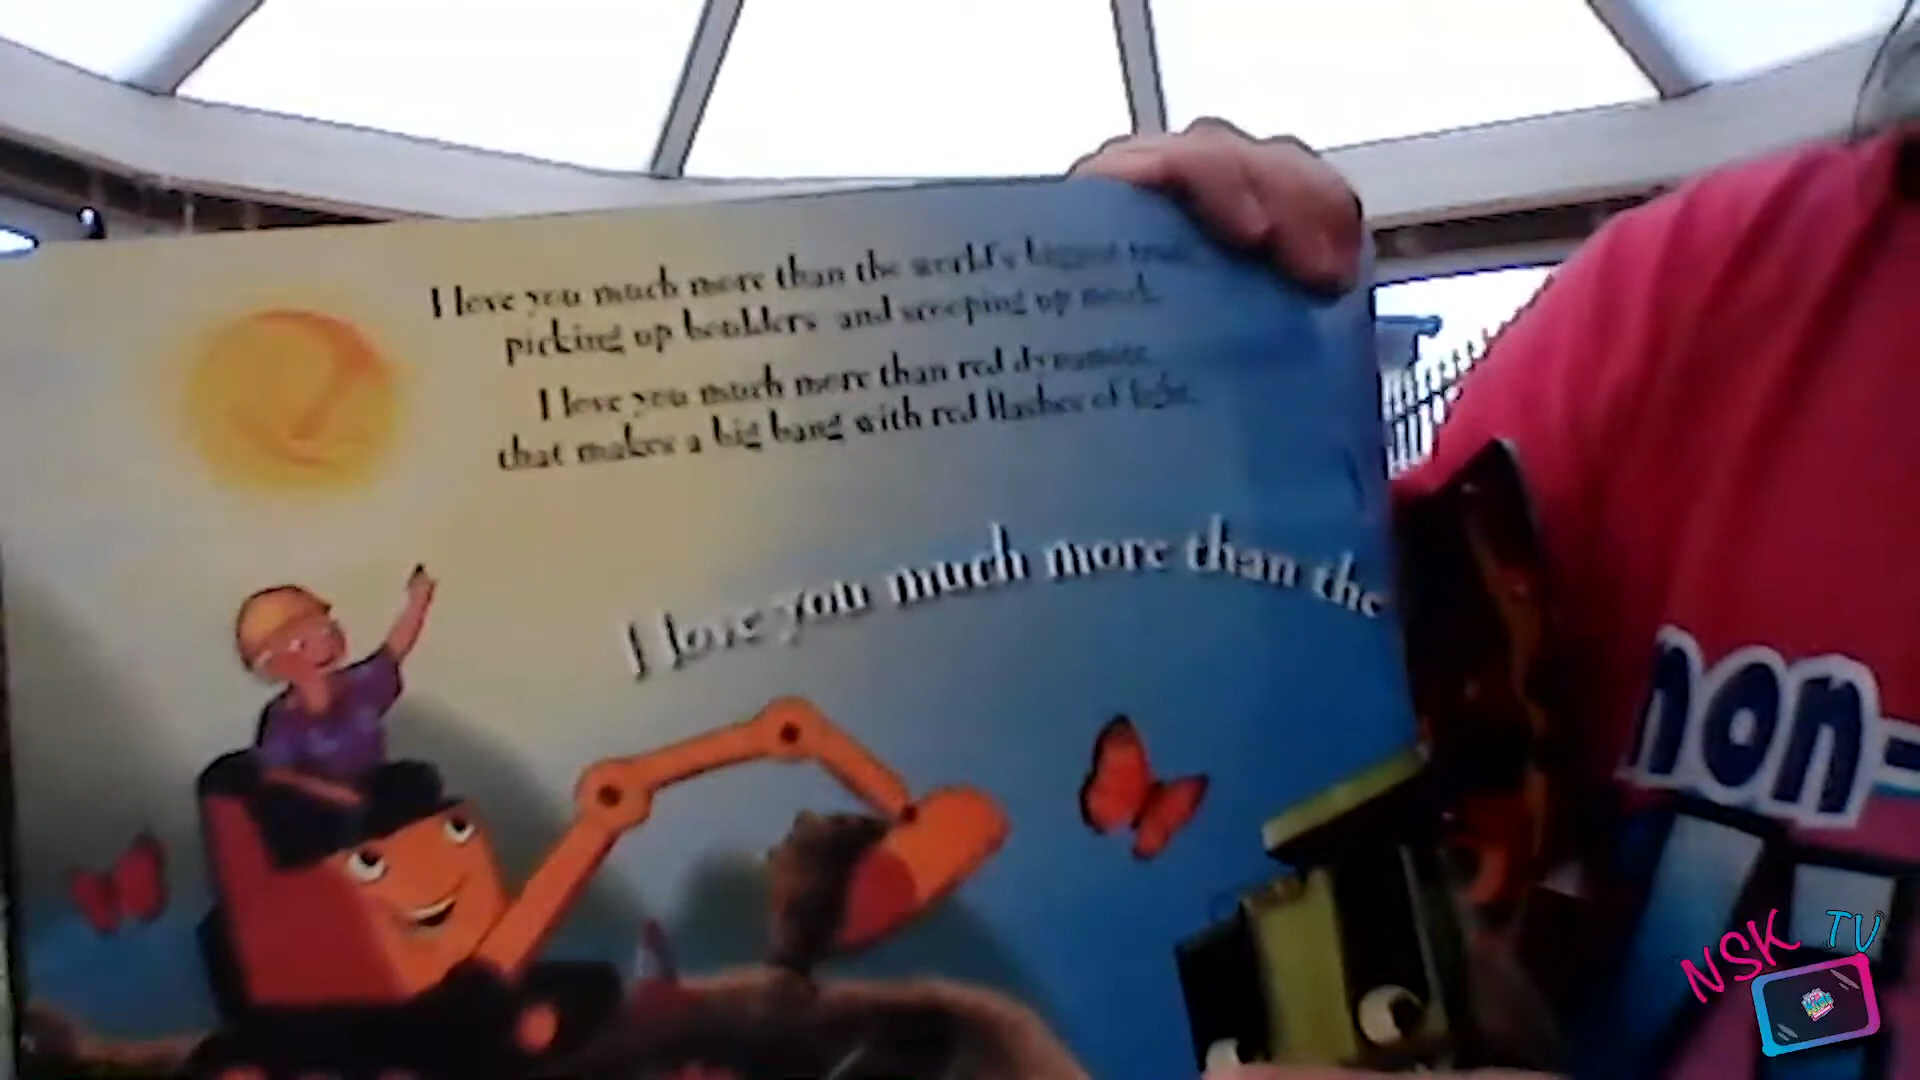 I love you much more than the world's biggest truck,
picking up boulders and scooping up muck.
I love you much more than red dynamite
that makes a big bang with red flashes of light.
I love you much more than the
non-
NSK TV